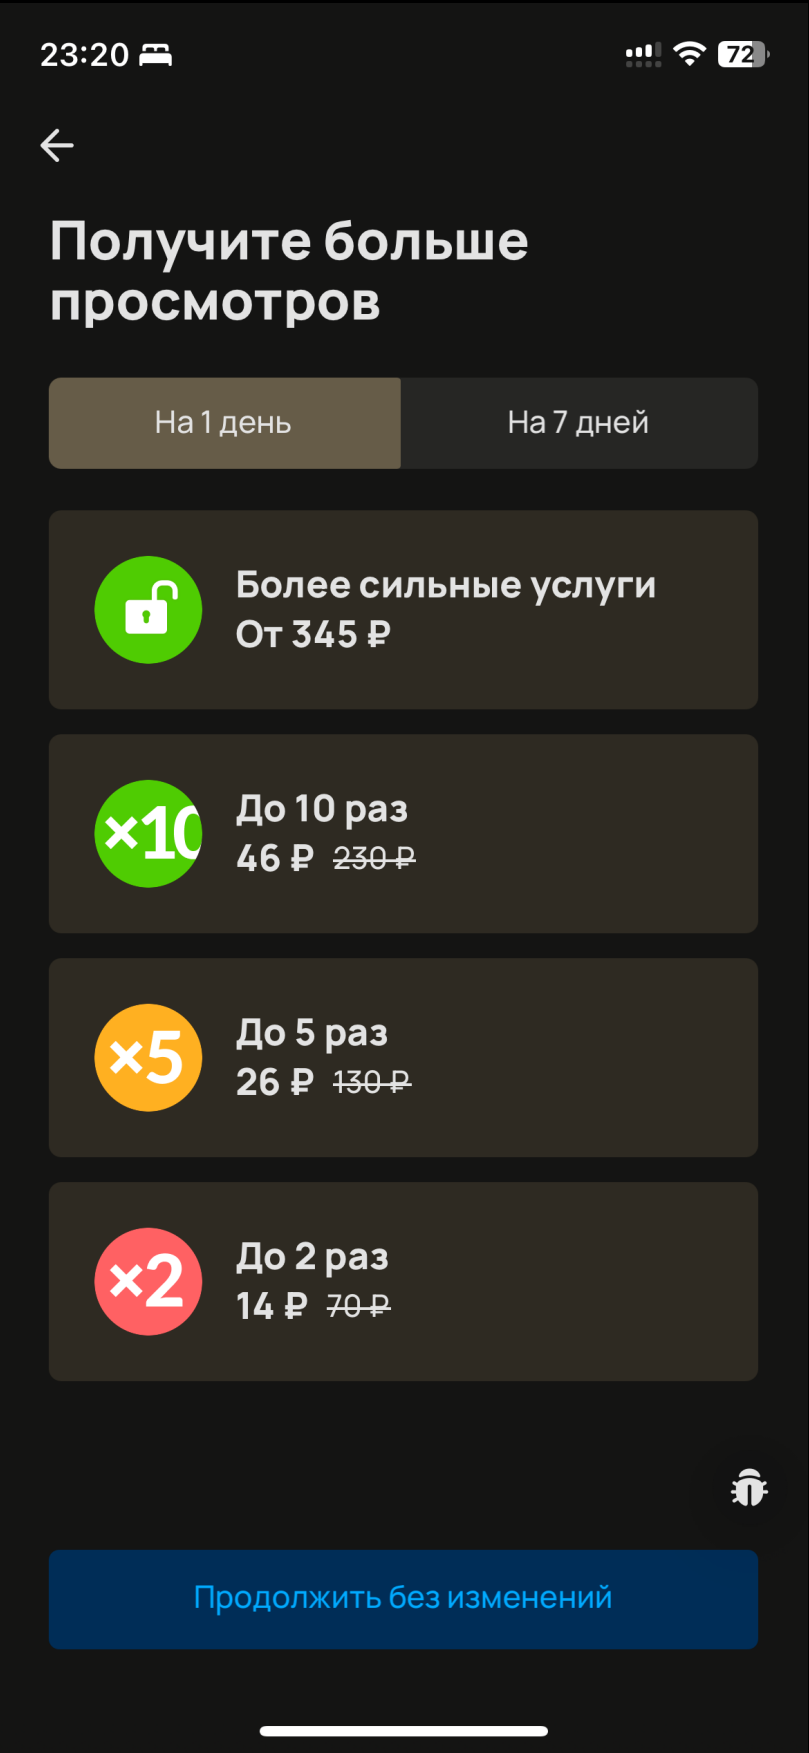 23:20
72
Получите больше
просмотров
На 1 день
На 7 дней
Более сильные услуги
От 345 ₽
×10
До 10 раз
46 ₽ 230 ₽
×5
До 5 раз
26 ₽ 130 ₽
×2
До 2 раз
14 ₽ 70 ₽
Продолжить без изменений